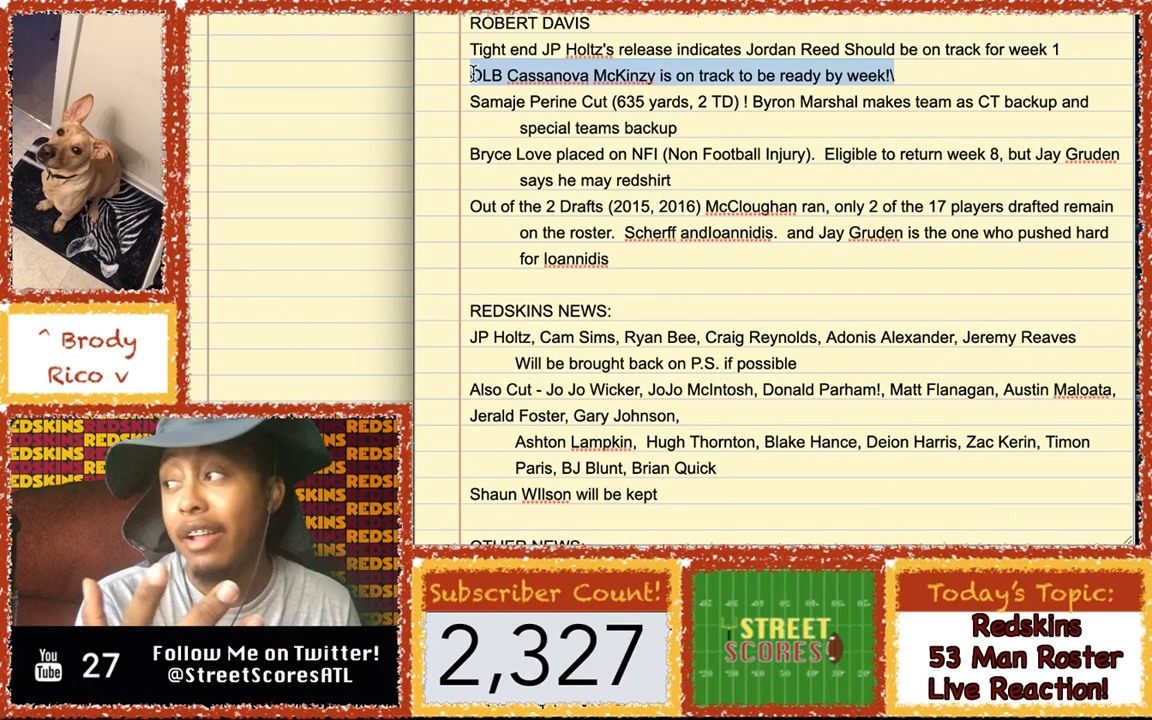 ROBERT DAVIS
Tight end JP Holtz's release indicates Jordan Reed Should be on track for week 1
OLB Cassanova McKinzy is on track to be ready by week!\
Samaje Perine Cut (635 yards, 2 TD) ! Byron Marshal makes team as CT backup and
special teams backup
Bryce Love placed on NFI (Non Football Injury).  Eligible to return week 8, but Jay Gruden
says he may redshirt
Out of the 2 Drafts (2015, 2016) McCloughan ran, only 2 of the 17 players drafted remain
on the roster.  Scherff andIoannidis.  and Jay Gruden is the one who pushed hard
for Ioannidis
REDSKINS NEWS:
JP Holtz, Cam Sims, Ryan Bee, Craig Reynolds, Adonis Alexander, Jeremy Reaves
Will be brought back on P.S. if possible
Also Cut - Jo Jo Wicker, JoJo McIntosh, Donald Parham!, Matt Flanagan, Austin Maloata,
Jerald Foster, Gary Johnson,
Ashton Lampkin,  Hugh Thornton, Blake Hance, Deion Harris, Zac Kerin, Timon
Paris, BJ Blunt, Brian Quick
Shaun WIlson will be kept
OTHER NEWS:
^ Brody
Rico v
You
Tube
27
Follow Me on Twitter!
@StreetScoresATL
Subscriber Count!
2,327
STREET
SCORES
Today's Topic:
Redskins
53 Man Roster
Live Reaction!